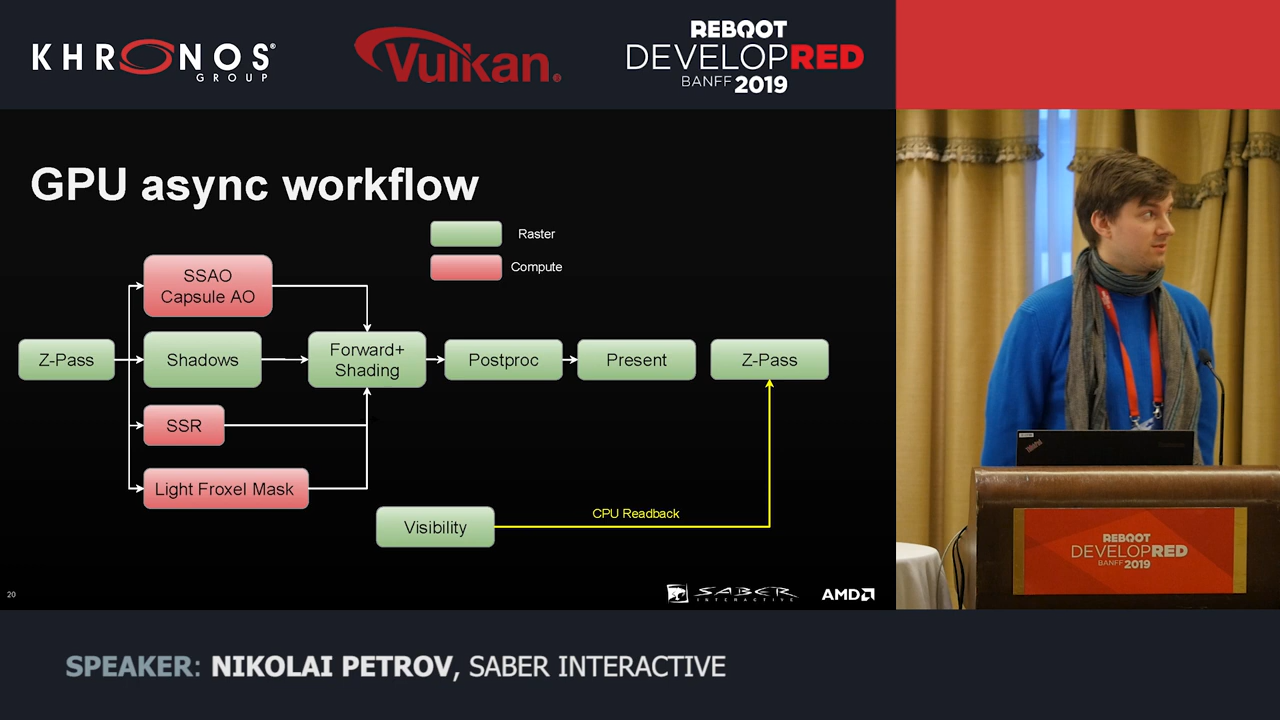 KHRONOS®
GROUP
Vulkan®
REBOOT
DEVELOPRED
BANFF 2019
GPU async workflow
Raster
Compute
SSAO
Capsule AO
Z-Pass
Shadows
Forward+
Shading
Postproc
Present
Z-Pass
SSR
Light Froxel Mask
Visibility
CPU Readback
20
SABER
INTERACTIVE
AMD
ThinkPad
REBOOT
DEVELOPRED
BANFF 2019
SPEAKER: NIKOLAI PETROV, SABER INTERACTIVE